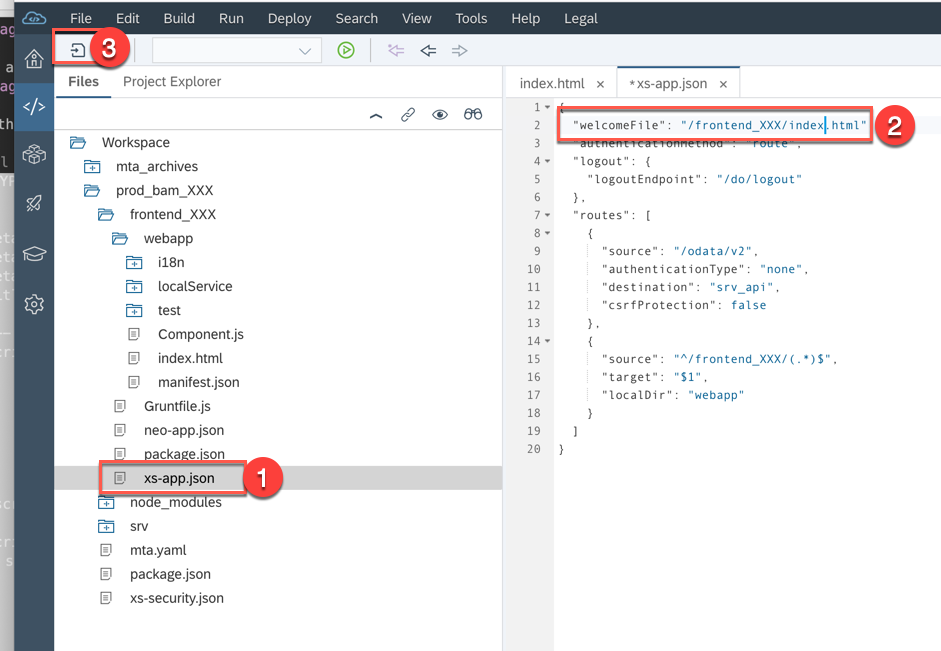 File Edit Build Run Deploy Search View Tools Help Legal
3
Files Project Explorer
index.html × *xs-app.json ×
Workspace
mta_archives
prod_bam_XXX
frontend_XXX
webapp
i18n
localService
test
Component.js
index.html
manifest.json
Gruntfile.js
neo-app.json
package.json
xs-app.json
1
node_modules
srv
mta.yaml
package.json
xs-security.json
1 {
2 "welcomeFile": "/frontend_XXX/index.html"
2
3 "authenticationMethod": "route",
4 "logout": {
5 "logoutEndpoint": "/do/logout"
6 },
7 "routes": [
8 {
9 "source": "/odata/v2",
10 "authenticationType": "none",
11 "destination": "srv_api",
12 "csrfProtection": false
13 },
14 {
15 "source": "^/frontend_XXX/(.*)$",
16 "target": "$1",
17 "localDir": "webapp"
18 }
19 ]
20 }